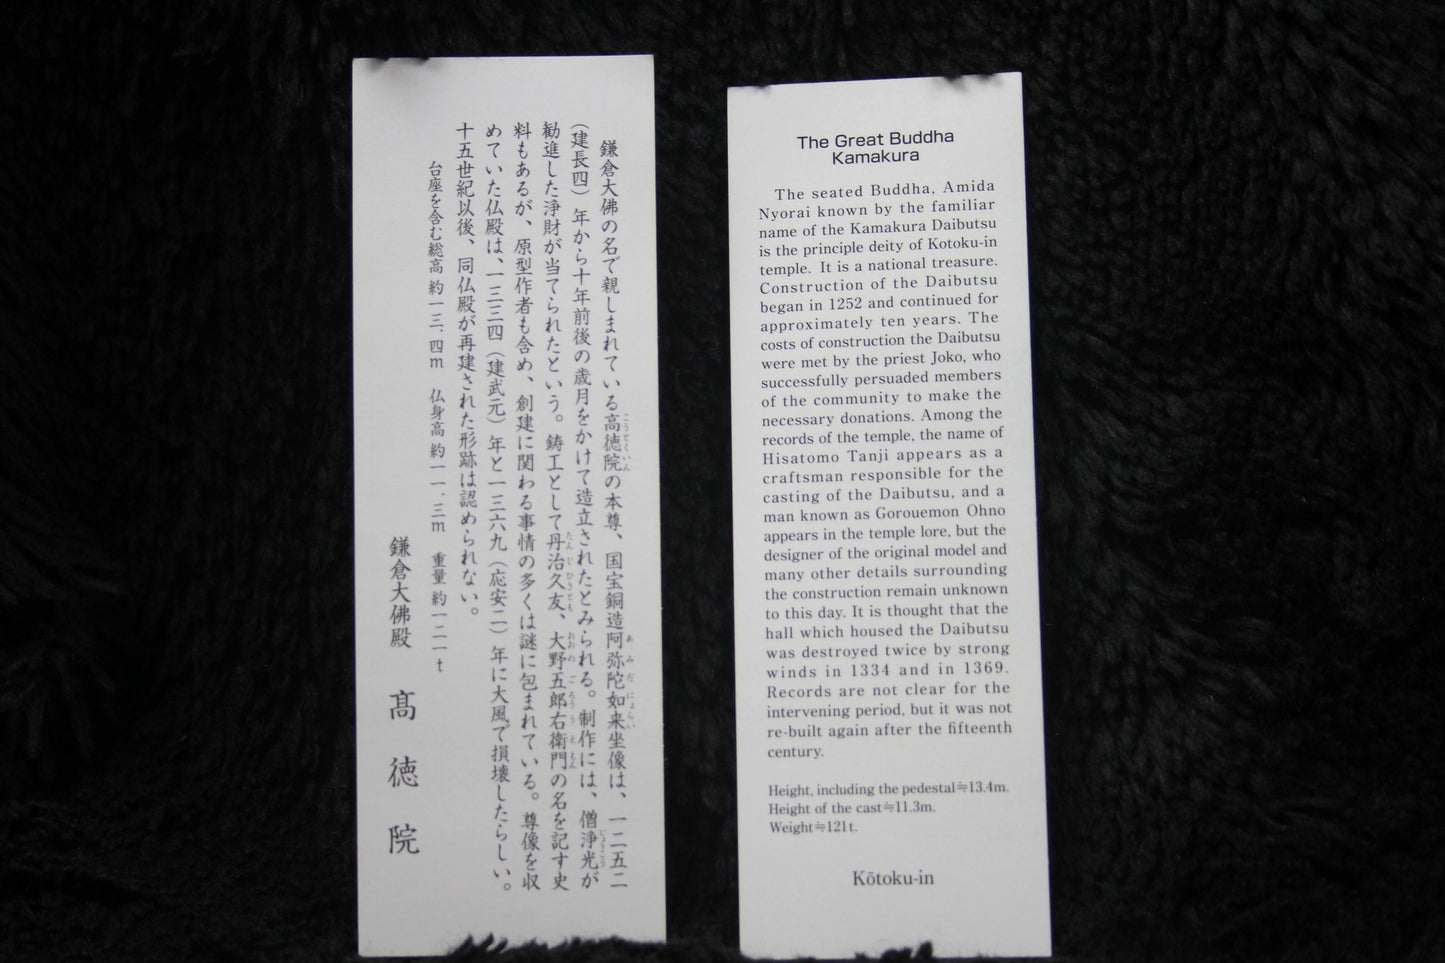 鎌倉大佛の名で親しまれている高徳院の本尊、国宝銅造阿弥陀如来坐像は、一二五二
（建長四）年から十年前後の歳月をかけて造立されたとみられる。制作には、僧浄光が
勧進した浄財が当てられたという。鋳工として丹治久友、大野五郎右衛門の名を記す史
料もあるが、原型作者も含め、創建に関わる事情の多くは謎に包まれている。尊像を収
めていた仏殿は、一三三四（建武元）年と一三六九（応安二）年に大風で損壊したらしい。
十五世紀以後、同仏殿が再建された形跡は認められない。
台座を含む総高 約一三.四m 仏身高 約一一.三m 重量 約一二一t
鎌倉大佛殿 髙徳院
The Great Buddha
Kamakura
The seated Buddha, Amida
Nyorai known by the familiar
name of the Kamakura Daibutsu
is the principle deity of Kotoku-in
temple. It is a national treasure.
Construction of the Daibutsu
began in 1252 and continued for
approximately ten years. The
costs of construction the Daibutsu
were met by the priest Joko, who
successfully persuaded members
of the community to make the
necessary donations. Among the
records of the temple, the name of
Hisatomo Tanji appears as a
craftsman responsible for the
casting of the Daibutsu, and a
man known as Gorouemon Ohno
appears in the temple lore, but the
designer of the original model and
many other details surrounding
the construction remain unknown
to this day. It is thought that the
hall which housed the Daibutsu
was destroyed twice by strong
winds in 1334 and in 1369.
Records are not clear for the
intervening period, but it was not
re-built again after the fifteenth
century.
Height, including the pedestal≒13.4m.
Height of the cast≒11.3m.
Weight≒121t.
Kōtoku-in